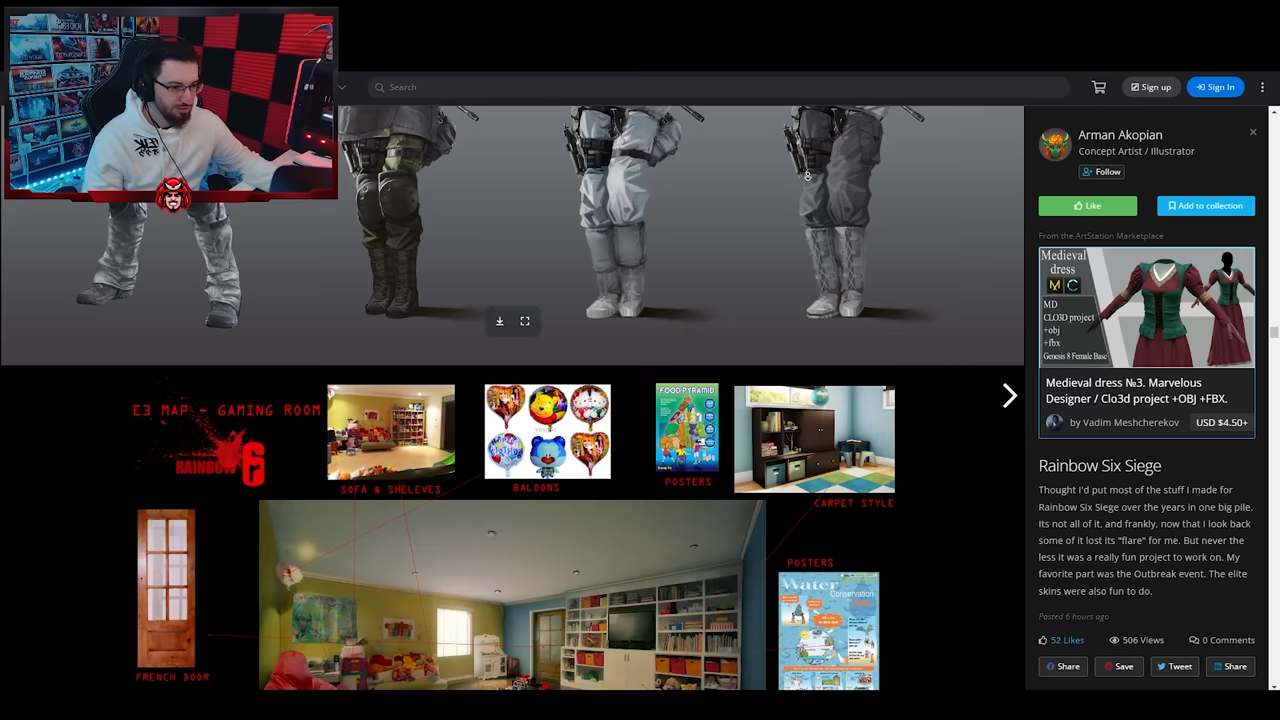 Search
Sign up
Sign In
Arman Akopian
Concept Artist / Illustrator
Follow
Like
Add to collection
From the ArtStation Marketplace
Medieval
dress
MD
CLO3D project
+obj
+fbx
Genesis 8 Female Base
Medieval dress №3. Marvelous
Designer / Clo3d project +OBJ +FBX.
by Vadim Meshcherekov
USD $4.50+
Rainbow Six Siege
Thought I'd put most of the stuff I made for
Rainbow Six Siege over the years in one big pile.
Its not all of it, and frankly, now that I look back
some of it lost its "flare" for me. But never the
less it was a really fun project to work on. My
favorite part was the Outbreak event. The elite
skins were also fun to do.
Posted 6 hours ago
52 Likes
506 Views
0 Comments
Share
Save
Tweet
Share
E3 MAP - GAMING ROOM
RAINBOW 6
SOFA & SHELEVES
BALOONS
FOOD PYRAMID
POSTERS
CARPET STYLE
FRENCH DOOR
POSTERS
Water
Conservation